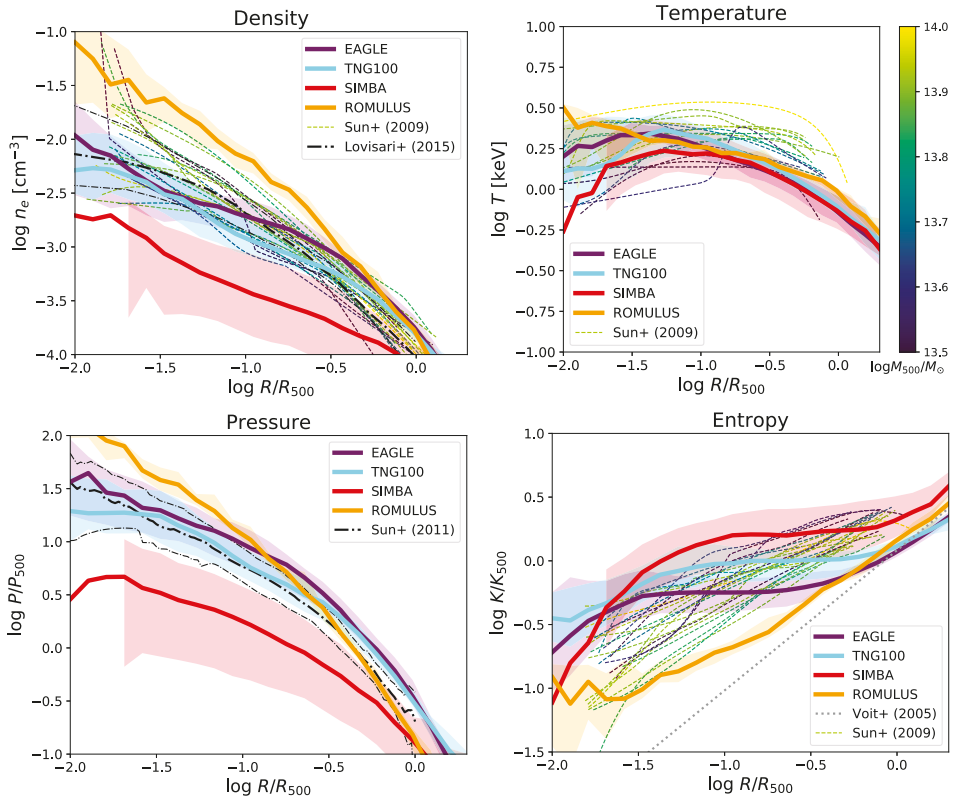 Density
−1.0
−1.5
−2.0
−2.5
−3.0
−3.5
−4.0
log n_e [cm⁻³]
EAGLE
TNG100
SIMBA
ROMULUS
Sun+ (2009)
Lovisari+ (2015)
−2.0 −1.5 −1.0 −0.5 0.0
log R/R₅₀₀
Temperature
1.00
0.75
0.50
0.25
0.00
−0.25
−0.50
−0.75
−1.00
log T [keV]
EAGLE
TNG100
SIMBA
ROMULUS
Sun+ (2009)
−2.0 −1.5 −1.0 −0.5 0.0
log R/R₅₀₀
14.0
13.9
13.8
13.7
13.6
13.5
logM₅₀₀/M⊙
Pressure
2.0
1.5
1.0
0.5
0.0
−0.5
−1.0
log P/P₅₀₀
EAGLE
TNG100
SIMBA
ROMULUS
Sun+ (2011)
−2.0 −1.5 −1.0 −0.5 0.0
log R/R₅₀₀
Entropy
1.0
0.5
0.0
−0.5
−1.0
−1.5
log K/K₅₀₀
EAGLE
TNG100
SIMBA
ROMULUS
Voit+ (2005)
Sun+ (2009)
−2.0 −1.5 −1.0 −0.5 0.0
log R/R₅₀₀